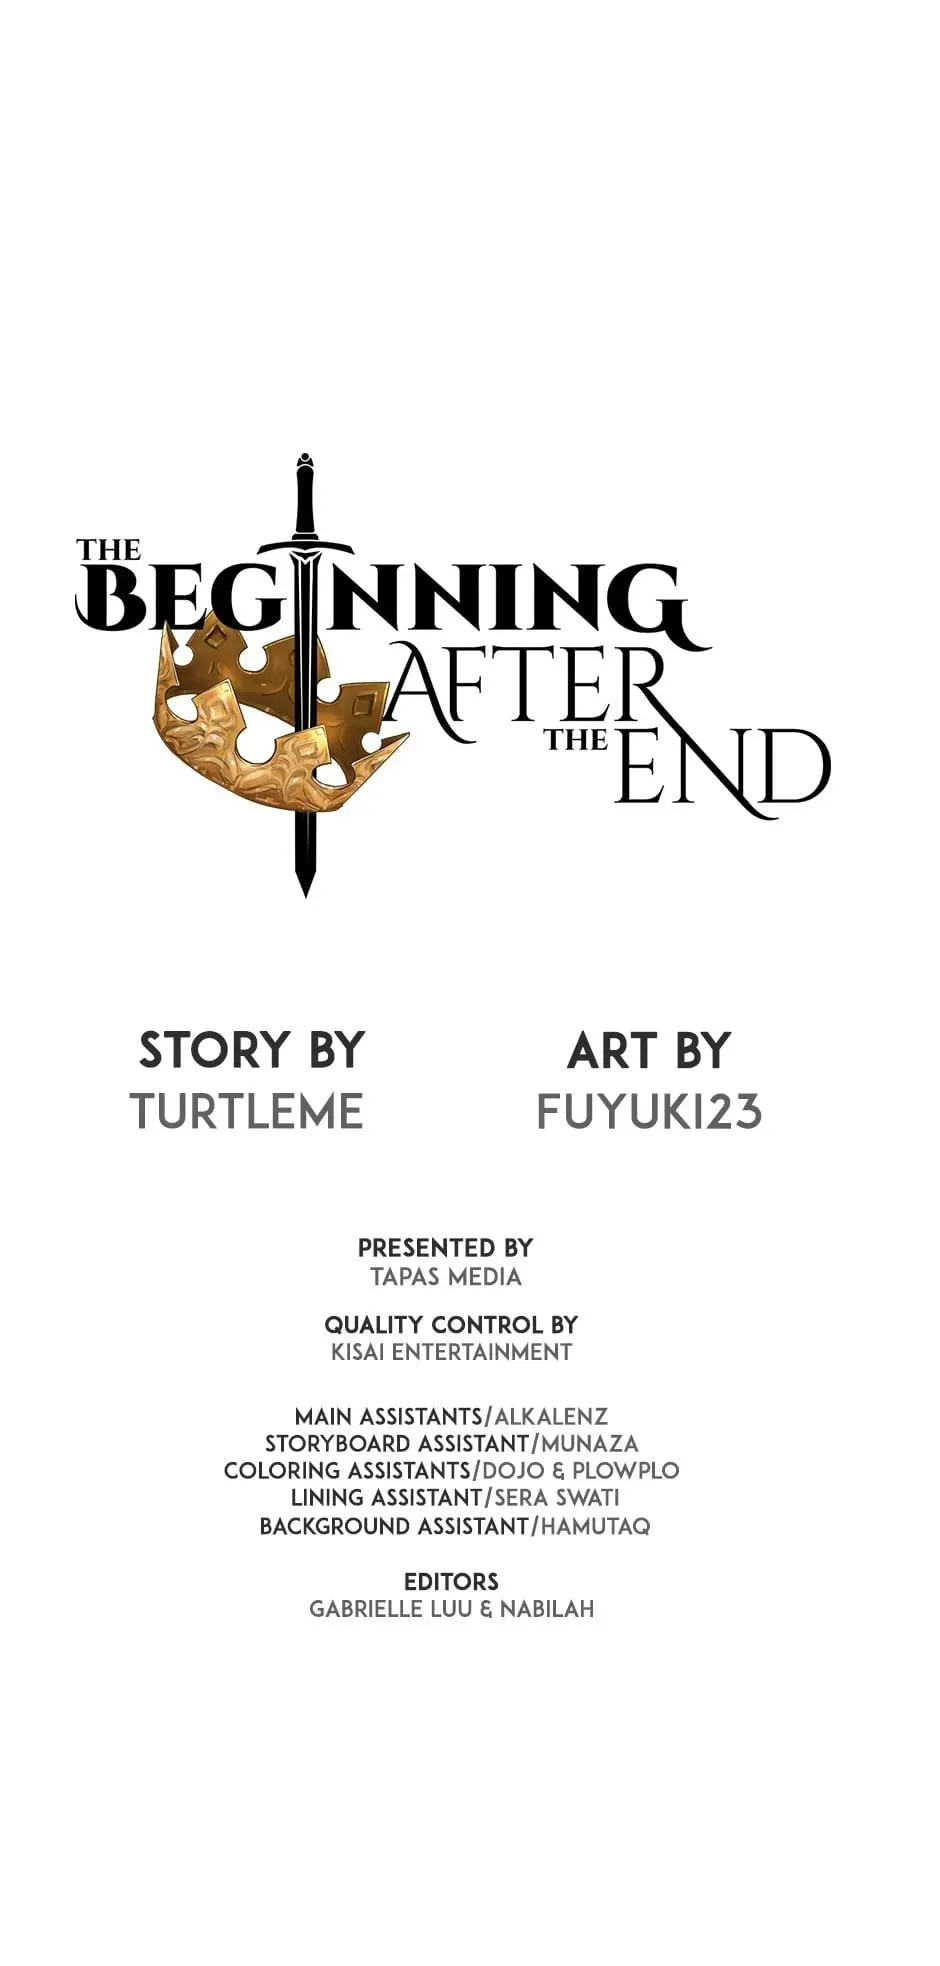 THE
BEGINNING
AFTER
THE END
STORY BY
TURTLEME
ART BY
FUYUKI23
PRESENTED BY
TAPAS MEDIA
QUALITY CONTROL BY
KISAI ENTERTAINMENT
MAIN ASSISTANTS/ALKALENZ
STORYBOARD ASSISTANT/MUNAZA
COLORING ASSISTANTS/DOJO & PLOWPLO
LINING ASSISTANT/SERA SWATI
BACKGROUND ASSISTANT/HAMUTAQ
EDITORS
GABRIELLE LUU & NABILAH